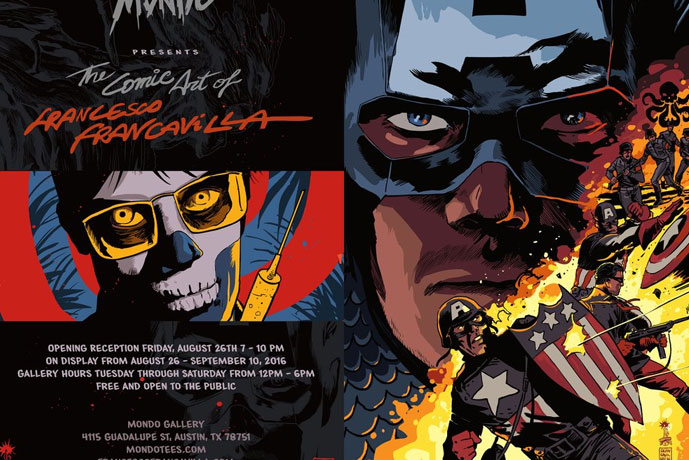 MONDO
PRESENTS
The Comic Art of
FRANCESCO
FRANCAVILLA
OPENING RECEPTION FRIDAY, AUGUST 26TH 7 - 10 PM
ON DISPLAY FROM AUGUST 26 - SEPTEMBER 10, 2016
GALLERY HOURS TUESDAY THROUGH SATURDAY FROM 12PM - 6PM
FREE AND OPEN TO THE PUBLIC
MONDO GALLERY
4115 GUADALUPE ST, AUSTIN, TX 78751
MONDOTEES.COM